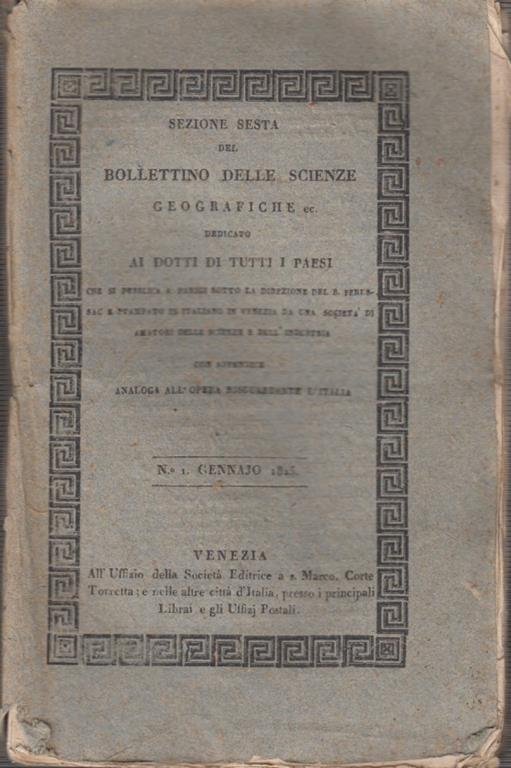 SEZIONE SESTA
DEL
BOLLETTINO DELLE SCIENZE
GEOGRAFICHE ec.
DEDICATO
AI DOTTI DI TUTTI I PAESI
CHE SI PUBBLICA A PARIGI SOTTO LA DIREZIONE DEL B. FERUS-
SAC E STAMPATO IN ITALIANO IN VENEZIA DA UNA SOCIETA' DI
AMATORI DELLE SCIENZE E DELL' INDUSTRIA
CON APPENDICE
ANALOGA ALL' OPERA RISGUARDANTE L'ITALIA
N.º 1. GENNAJO
VENEZIA
All' Uffizio della Società Editrice a s. Marco, Corte
Torretta; e nelle altre città d'Italia, presso i principali
Librai e gli Uffizj Postali.